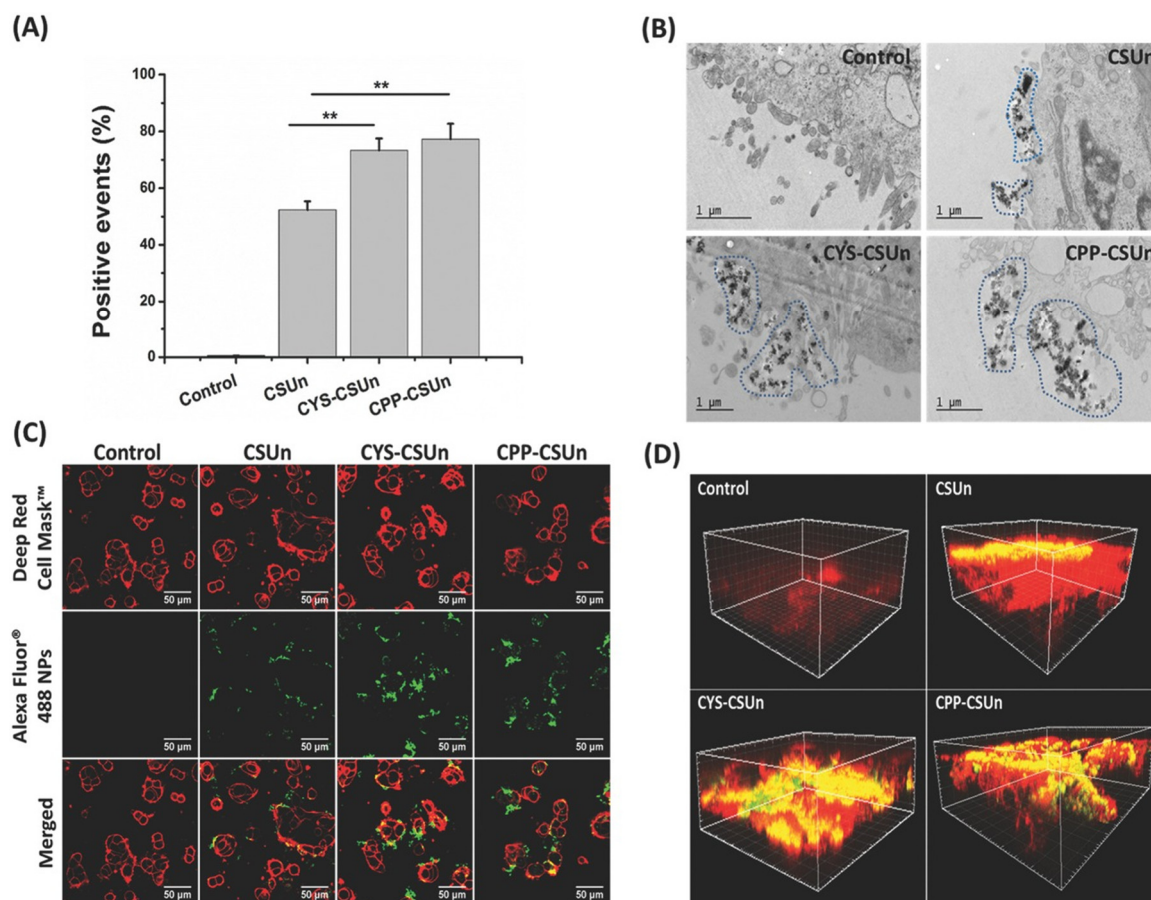 (A)
Positive events (%)
100
80
60
40
20
0
**
**
Control
CSUn
CYS-CSUn
CPP-CSUn
(B)
Control
1 µm
CSUn
1 µm
CYS-CSUn
1 µm
CPP-CSUn
1 µm
(C)
Control
CSUn
CYS-CSUn
CPP-CSUn
Deep Red
Cell Mask™
50 µm
50 µm
50 µm
50 µm
Alexa Fluor®
488 NPs
50 µm
50 µm
50 µm
50 µm
Merged
50 µm
50 µm
50 µm
50 µm
(D)
Control
CSUn
CYS-CSUn
CPP-CSUn